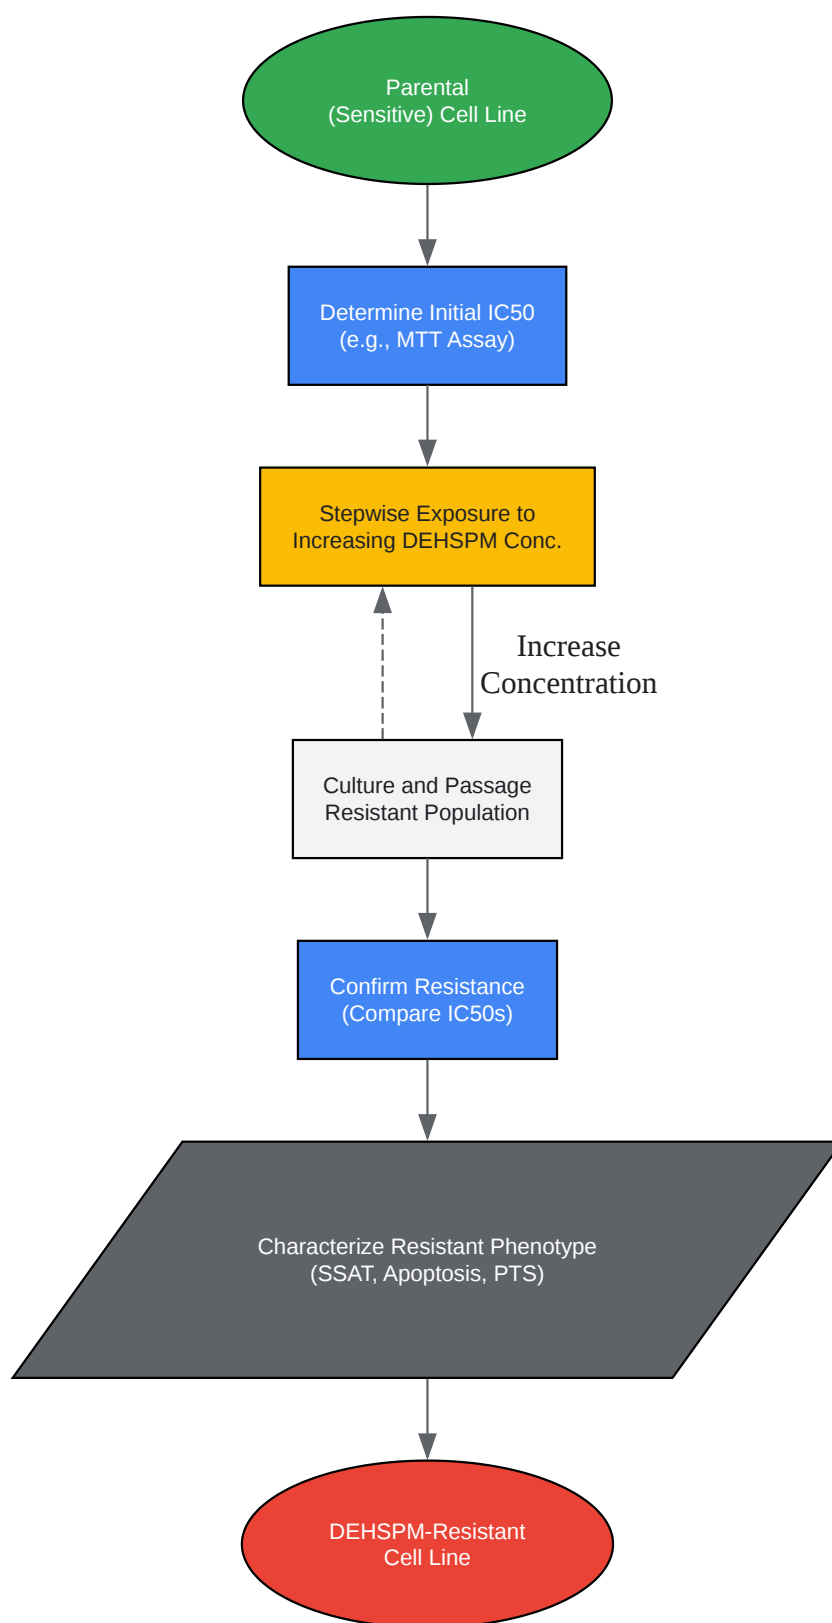 Parental
(Sensitive) Cell Line
Determine Initial IC50
(e.g., MTT Assay)
Stepwise Exposure to
Increasing DEHSPM Conc.
Increase
Concentration
Culture and Passage
Resistant Population
Confirm Resistance
(Compare IC50s)
Characterize Resistant Phenotype
(SSAT, Apoptosis, PTS)
DEHSPM-Resistant
Cell Line